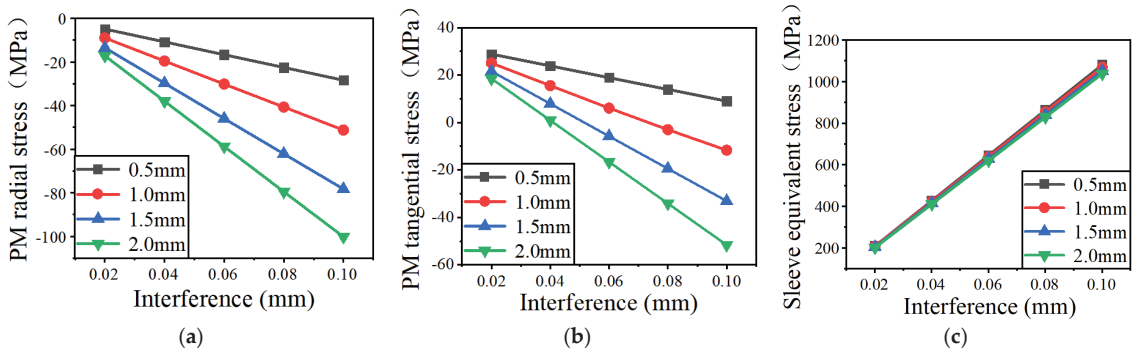 PM radial stress（MPa）
0
-20
-40
-60
-80
-100
0.5mm
1.0mm
1.5mm
2.0mm
0.02 0.04 0.06 0.08 0.10
Interference (mm)
(a)
PM tangential stress（MPa）
40
20
0
-20
-40
-60
0.5mm
1.0mm
1.5mm
2.0mm
0.02 0.04 0.06 0.08 0.10
Interference (mm)
(b)
Sleeve equivalent stress（MPa）
1200
1000
800
600
400
200
0.5mm
1.0mm
1.5mm
2.0mm
0.02 0.04 0.06 0.08 0.10
Interference (mm)
(c)